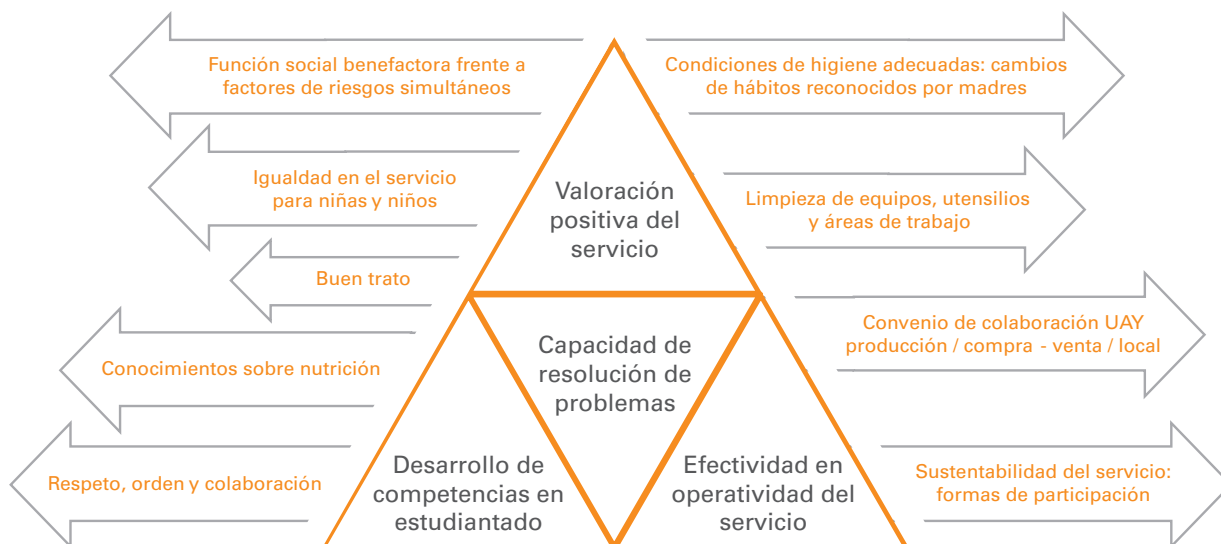 Función social benefactora frente a
factores de riesgos simultáneos
Condiciones de higiene adecuadas: cambios
de hábitos reconocidos por madres
Igualdad en el servicio
para niñas y niños
Valoración
positiva del
servicio
Limpieza de equipos, utensilios
y áreas de trabajo
Buen trato
Convenio de colaboración UAY
producción / compra - venta / local
Conocimientos sobre nutrición
Capacidad de
resolución de
problemas
Respeto, orden y colaboración
Desarrollo de
competencias en
estudiantado
Efectividad en
operatividad del
servicio
Sustentabilidad del servicio:
formas de participación